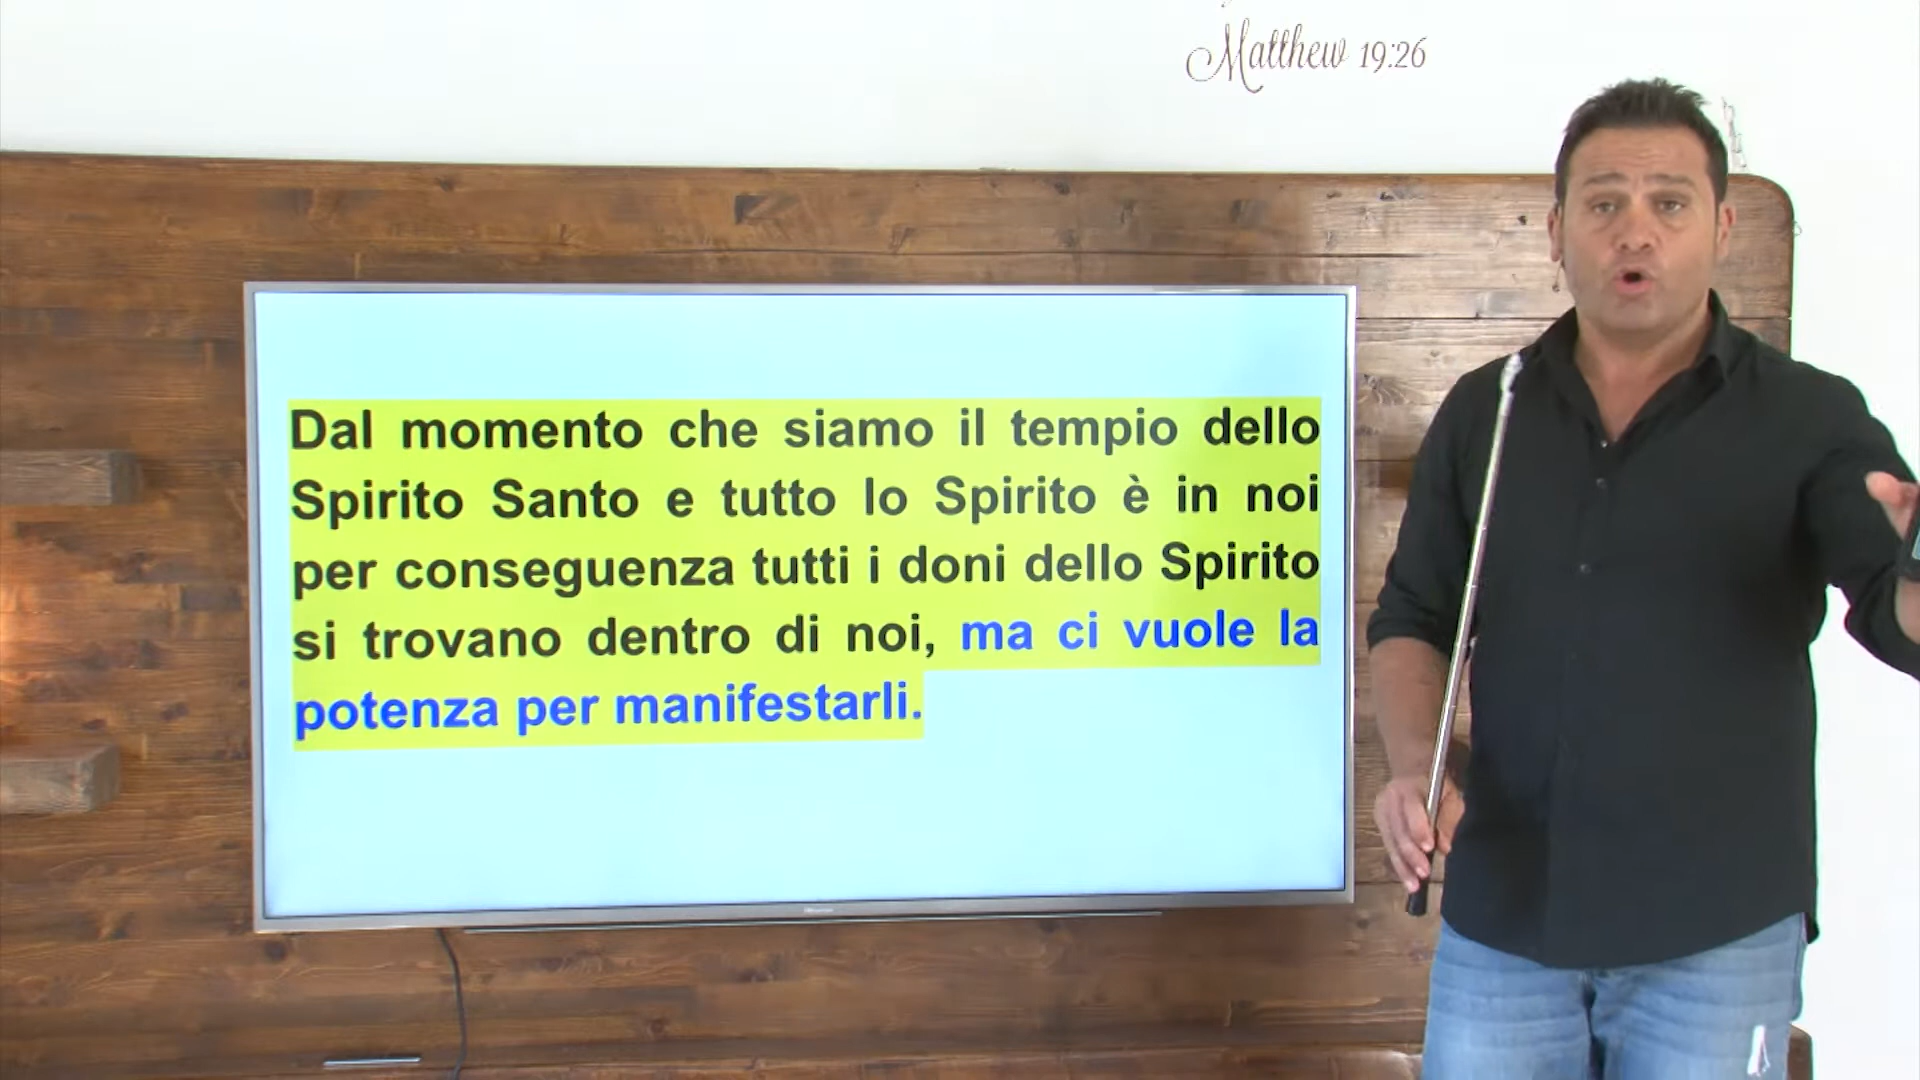 Matthew 19:26
Dal momento che siamo il tempio dello
Spirito Santo e tutto lo Spirito è in noi
per conseguenza tutti i doni dello Spirito
si trovano dentro di noi, ma ci vuole la
potenza per manifestarli.